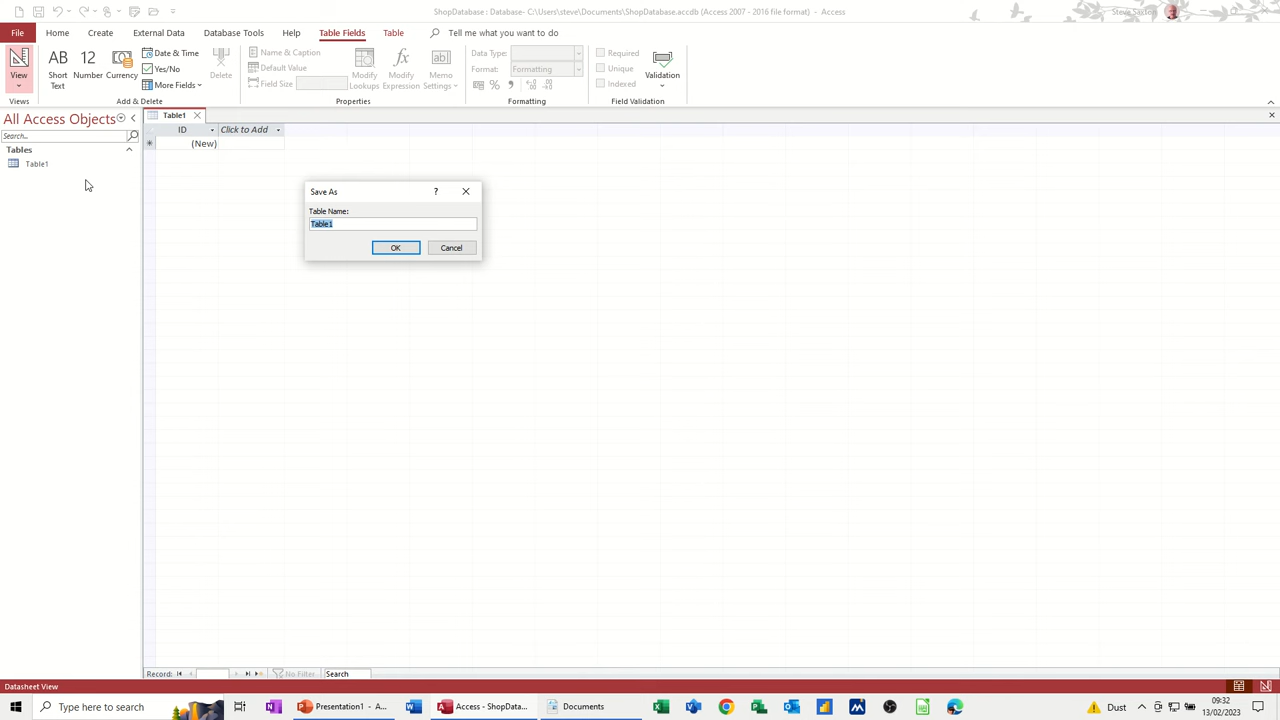 ShopDatabase : Database- C:\Users\steve\Documents\ShopDatabase.accdb (Access 2007 - 2016 file format) - Access
Steve Saxton
File Home Create External Data Database Tools Help Table Fields Table Tell me what you want to do
View
Views
AB Short Text
12 Number
Currency
Date & Time
Yes/No
More Fields
Delete
Add & Delete
Name & Caption
Default Value
Field Size
Modify Lookups
fx Modify Expression
ab Memo Settings
Properties
Data Type:
Format: Formatting
Formatting
Required
Unique
Indexed
Validation
Field Validation
All Access Objects
Search...
Tables
Table1
Table1
ID Click to Add
(New)
Save As
Table Name:
Table1
OK Cancel
Record: No Filter Search
Datasheet View
Type here to search
Presentation1 - A...
Access - ShopData...
Documents
Dust
09:32
13/02/2023